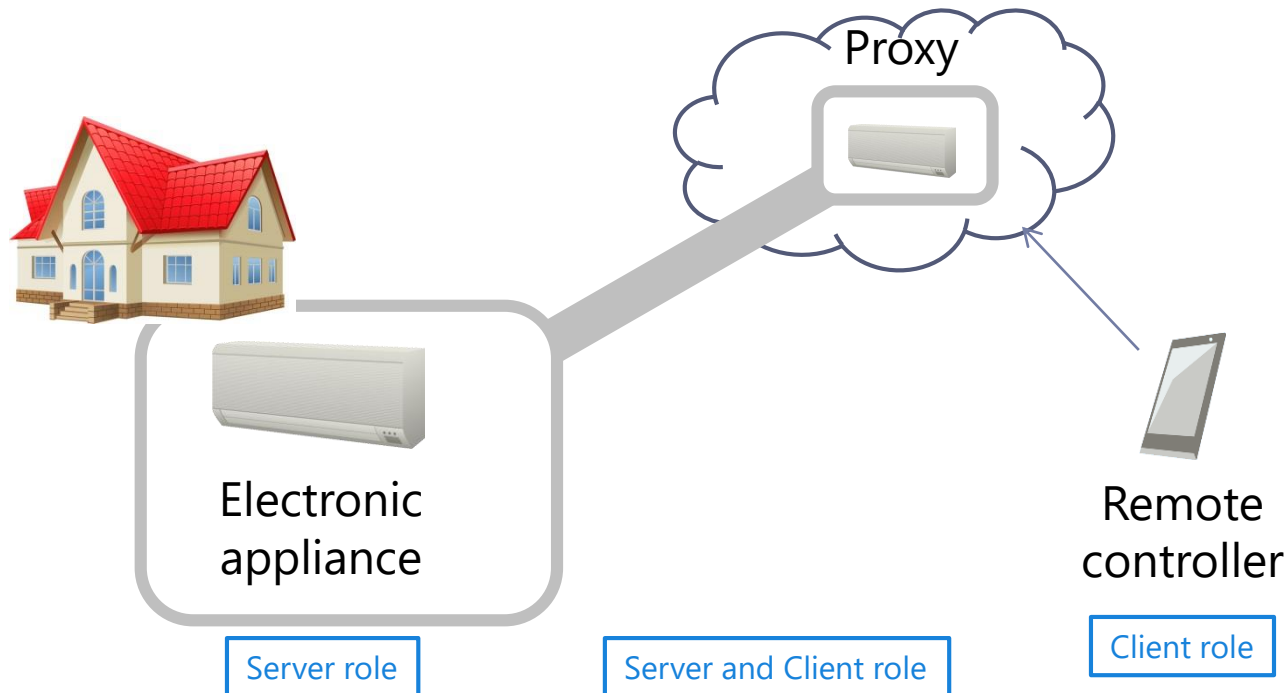 Proxy
Electronic
appliance
Remote
controller
Server role
Server and Client role
Client role